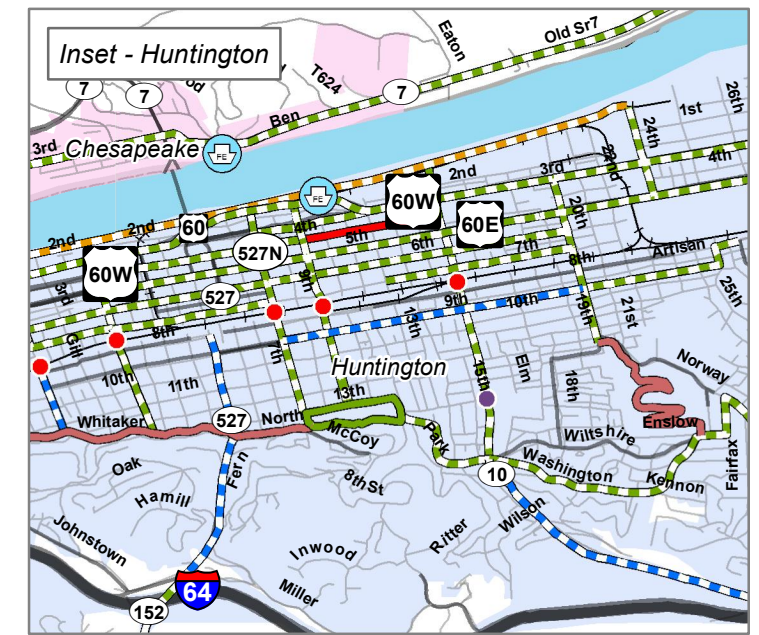 Inset - Huntington
Eaton
Old Sr7
T624
7
7
7
Ben
3rd
Chesapeake
FE
FE
1st
26th
24th
22nd
4th
3rd
2nd
2nd
2nd
60
60W
60E
4th
5th
6th
7th
20th
527N
60W
3rd
9th
8th
Artisan
527
8th
9th
10th
13th
19th
21st
25th
Gill
7th
10th
11th
Huntington
13th
15th
Elm
18th
Norway
Whitaker
527
North
McCoy
Park
Enslow
Wiltshire
Fairfax
Oak
Fern
10
Washington
Kennon
Hamill
8th St
Wilson
Ritter
Johnstown
Inwood
Miller
64
152